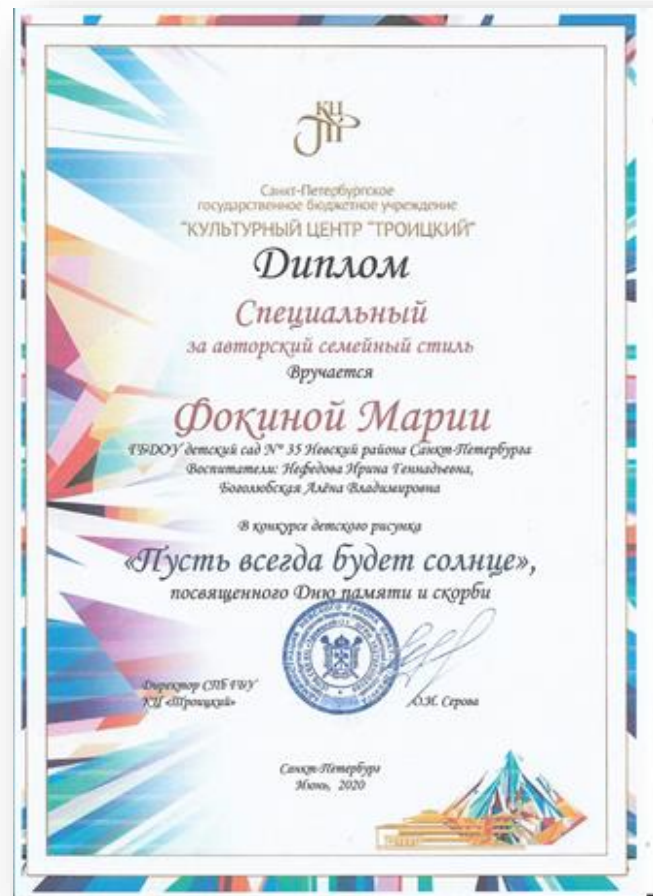 КЦ
Санкт-Петербургское
государственное бюджетное учреждение
"КУЛЬТУРНЫЙ ЦЕНТР "ТРОИЦКИЙ"
Диплом
Специальный
за авторский семейный стиль
Вручается
Фокиной Марии
ГБДОУ детский сад № 35 Невский района Санкт-Петербурга
Воспитатели: Нефедова Ирина Геннадьевна,
Боголюбская Алёна Владимировна
В конкурсе детского рисунка
«Пусть всегда будет солнце»,
посвященного Дню памяти и скорби
Директор СПб ГБУ
КЦ «Троицкий»
О.И. Серова
Санкт-Петербург
Июнь, 2020